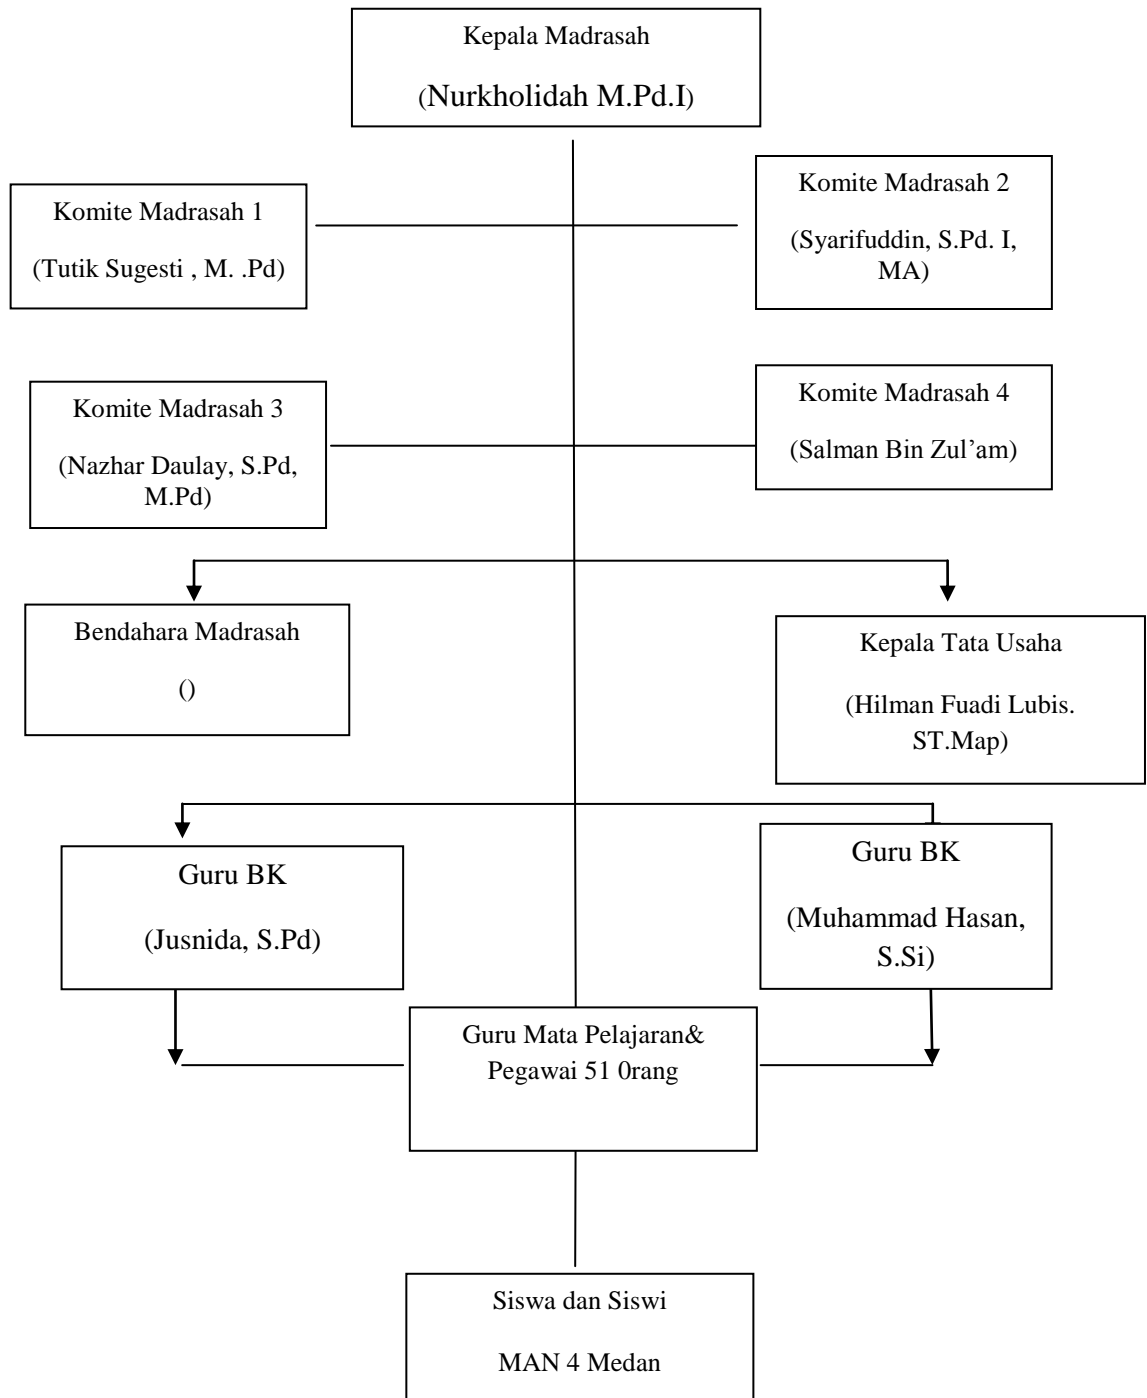 Kepala Madrasah
(Nurkholidah M.Pd.I)
Komite Madrasah 1
(Tutik Sugesti , M. .Pd)
Komite Madrasah 2
(Syarifuddin, S.Pd. I,
MA)
Komite Madrasah 3
(Nazhar Daulay, S.Pd,
M.Pd)
Komite Madrasah 4
(Salman Bin Zul’am)
Bendahara Madrasah
()
Kepala Tata Usaha
(Hilman Fuadi Lubis.
ST.Map)
Guru BK
(Jusnida, S.Pd)
Guru BK
(Muhammad Hasan,
S.Si)
Guru Mata Pelajaran&
Pegawai 51 0rang
Siswa dan Siswi
MAN 4 Medan